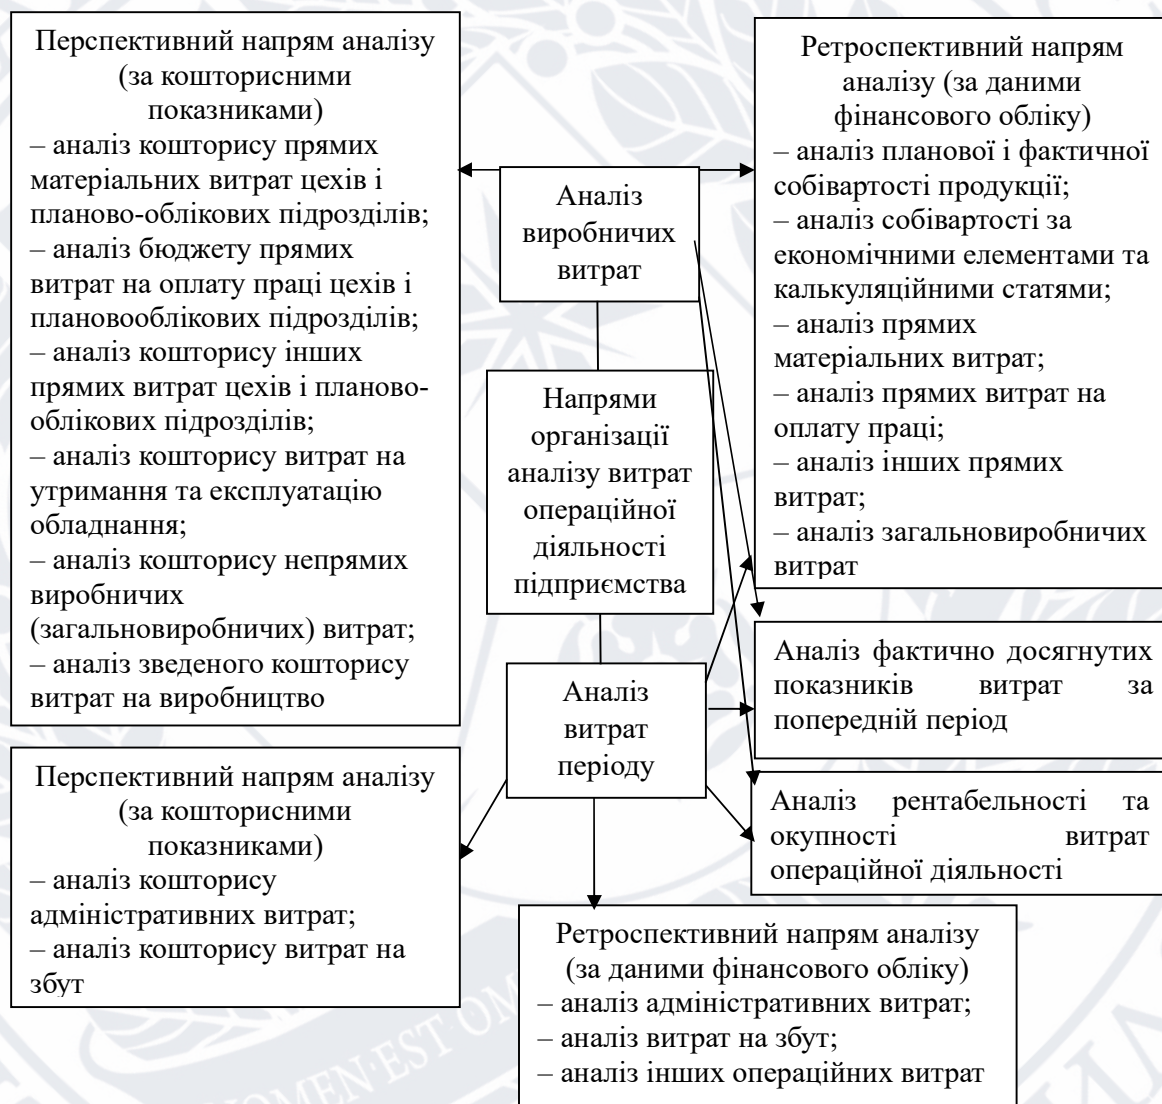 Перспективний напрям аналізу
(за кошторисними
показниками)
– аналіз кошторису прямих
матеріальних витрат цехів і
планово-облікових підрозділів;
– аналіз бюджету прямих
витрат на оплату праці цехів і
плановооблікових підрозділів;
– аналіз кошторису інших
прямих витрат цехів і планово-
облікових підрозділів;
– аналіз кошторису витрат на
утримання та експлуатацію
обладнання;
– аналіз кошторису непрямих
виробничих
(загальновиробничих) витрат;
– аналіз зведеного кошторису
витрат на виробництво
Аналіз
виробничих
витрат
Напрями
організації
аналізу витрат
операційної
діяльності
підприємства
Аналіз
витрат
періоду
Ретроспективний напрям
аналізу (за даними
фінансового обліку)
– аналіз планової і фактичної
собівартості продукції;
– аналіз собівартості за
економічними елементами та
калькуляційними статями;
– аналіз прямих
матеріальних витрат;
– аналіз прямих витрат на
оплату праці;
– аналіз інших прямих
витрат;
– аналіз загальновиробничих
витрат
Аналіз фактично досягнутих
показників витрат за
попередній період
Аналіз рентабельності та
окупності витрат
операційної діяльності
Перспективний напрям аналізу
(за кошторисними
показниками)
– аналіз кошторису
адміністративних витрат;
– аналіз кошторису витрат на
збут
Ретроспективний напрям аналізу
(за даними фінансового обліку)
– аналіз адміністративних витрат;
– аналіз витрат на збут;
– аналіз інших операційних витрат